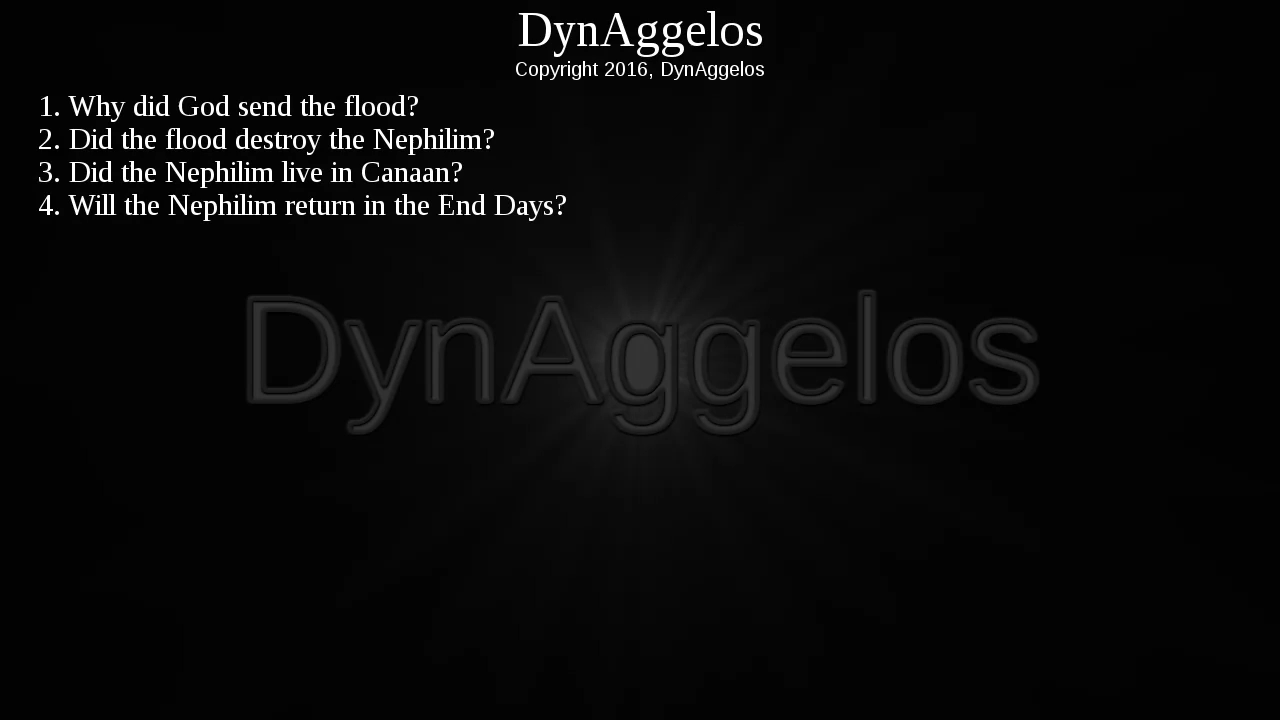 DynAggelos
Copyright 2016, DynAggelos
1. Why did God send the flood?
2. Did the flood destroy the Nephilim?
3. Did the Nephilim live in Canaan?
4. Will the Nephilim return in the End Days?
DynAggelos